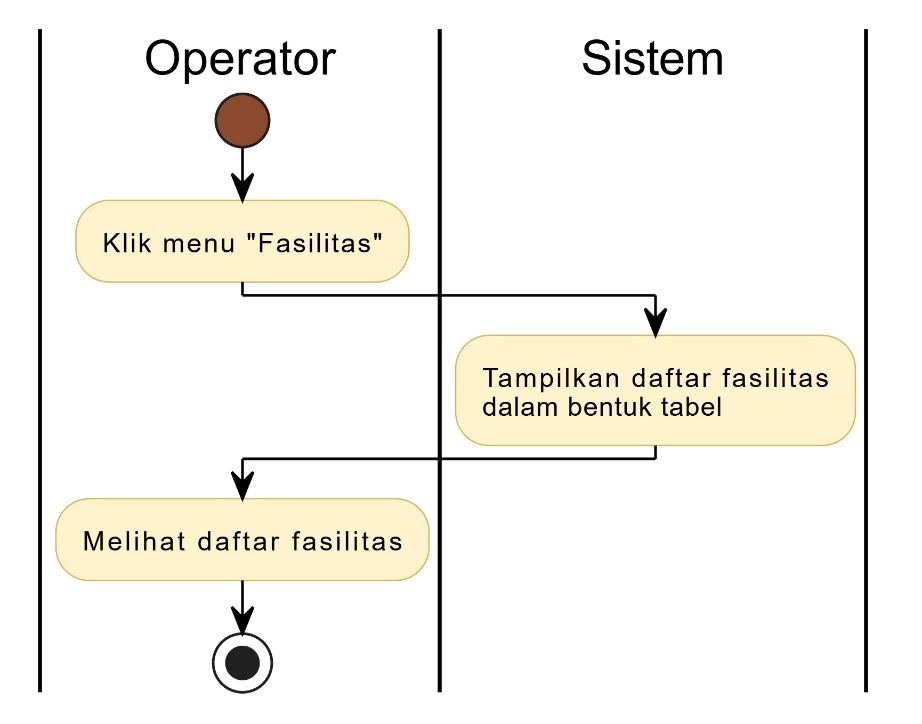 Operator
Sistem
Klik menu "Fasilitas"
Tampilkan daftar fasilitas
dalam bentuk tabel
Melihat daftar fasilitas